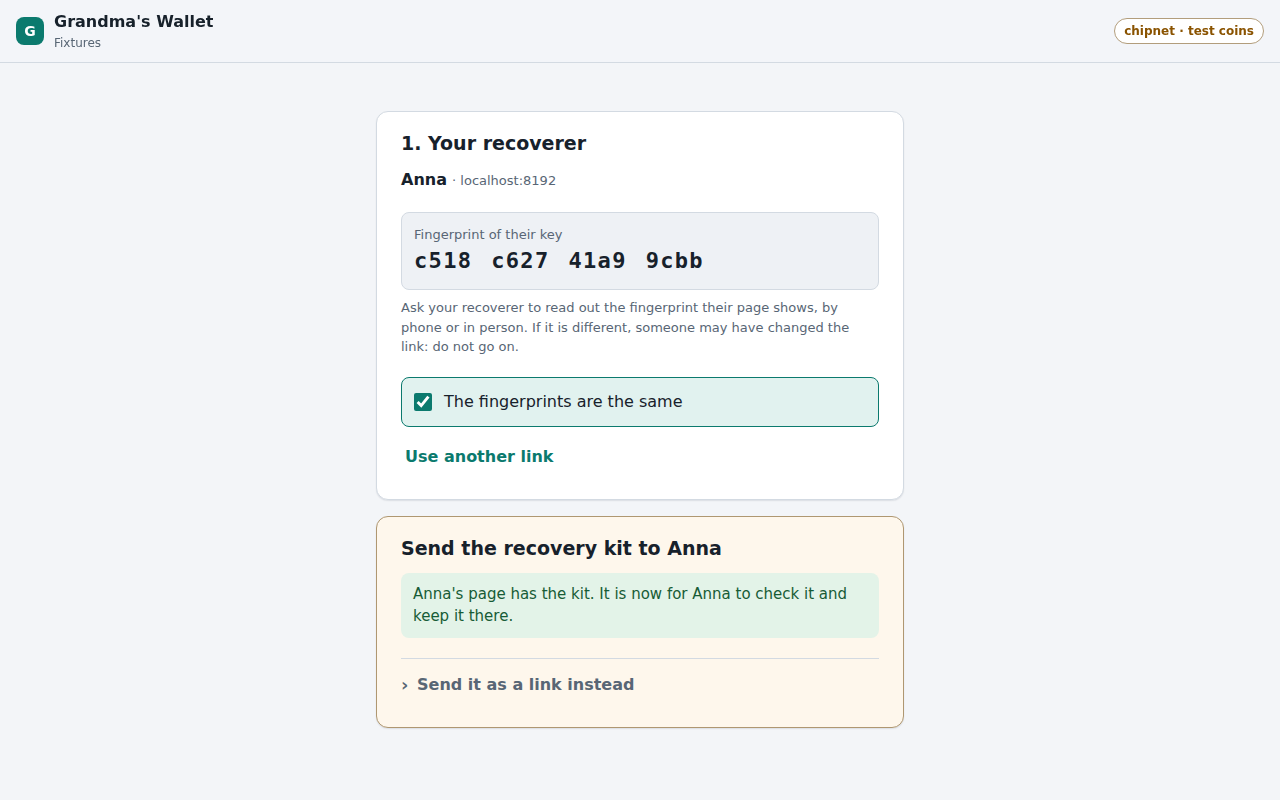 G
Grandma's Wallet
Fixtures
chipnet · test coins
1. Your recoverer
Anna · localhost:8192
Fingerprint of their key
c518 c627 41a9 9cbb
Ask your recoverer to read out the fingerprint their page shows, by
phone or in person. If it is different, someone may have changed the
link: do not go on.
The fingerprints are the same
Use another link
Send the recovery kit to Anna
Anna's page has the kit. It is now for Anna to check it and
keep it there.
› Send it as a link instead